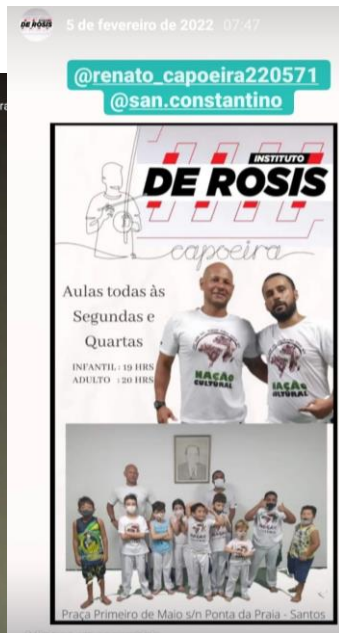 DE ROSIS
5 de fevereiro de 2022 07:47
@renato_capoeira220571
@san.constantino
INSTITUTO
DE ROSIS
capoeira
Aulas todas às
Segundas e
Quartas
INFANTIL : 19 HRS
ADULTO : 20 HRS
NAÇÃO
CULTURAL
NAÇÃO
CULTURAL
Praça Primeiro de Maio s/n Ponta da Praia - Santos